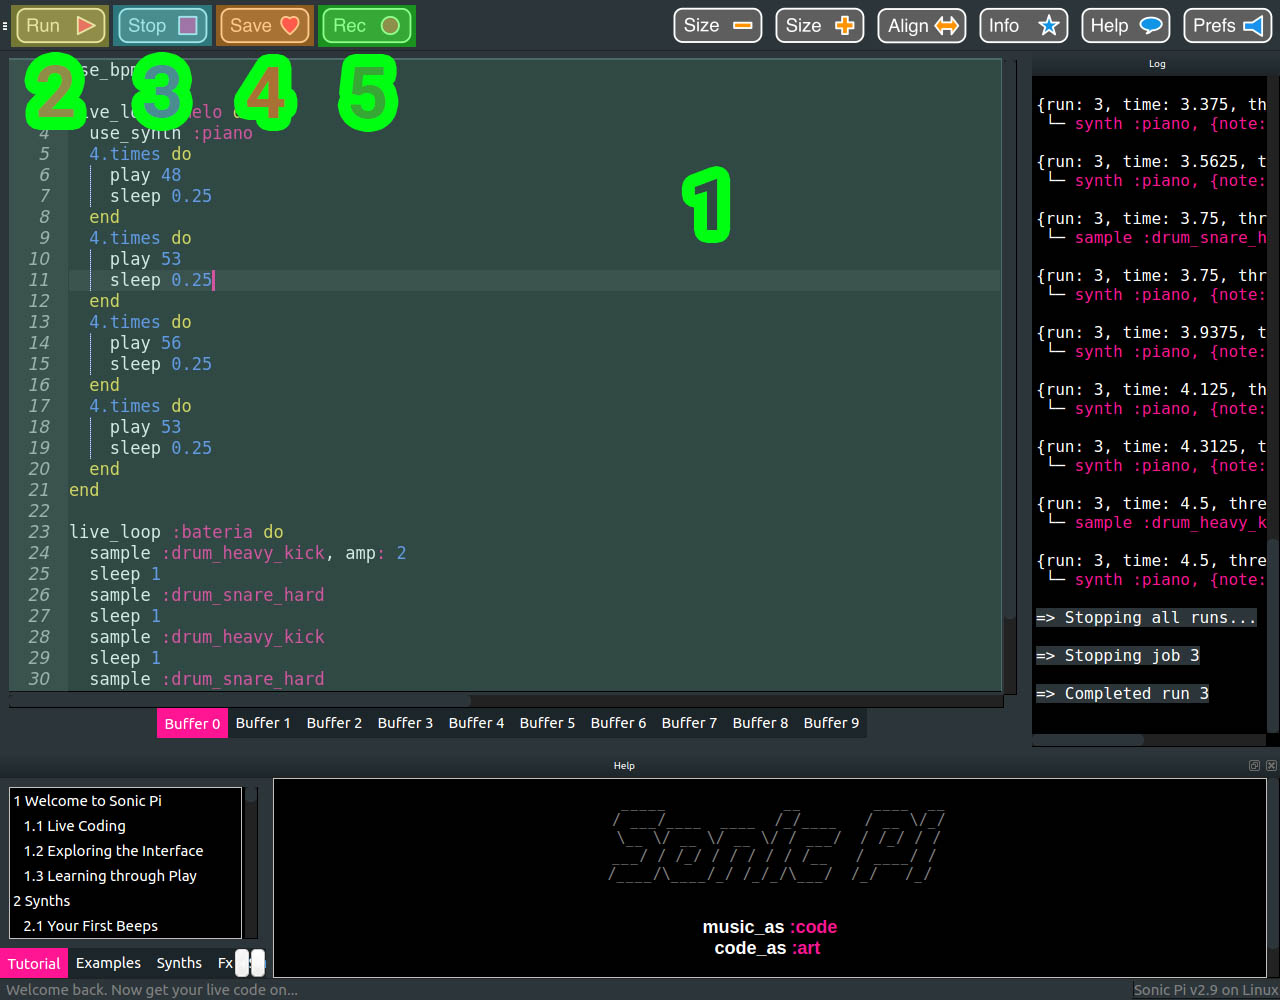 Run Stop Save Rec Size Size Align Info Help Prefs
2 3 4 5
1
Log
4 use_synth :piano
5 4.times do
6 play 48
7 sleep 0.25
8 end
9 4.times do
10 play 53
11 sleep 0.25
12 end
13 4.times do
14 play 56
15 sleep 0.25
16 end
17 4.times do
18 play 53
19 sleep 0.25
20 end
21 end
22
23 live_loop :bateria do
24 sample :drum_heavy_kick, amp: 2
25 sleep 1
26 sample :drum_snare_hard
27 sleep 1
28 sample :drum_heavy_kick
29 sleep 1
30 sample :drum_snare_hard
{run: 3, time: 3.375, th
└─ synth :piano, {note:
{run: 3, time: 3.5625, th
└─ synth :piano, {note:
{run: 3, time: 3.75, thr
└─ sample :drum_snare_h
{run: 3, time: 3.75, thr
└─ synth :piano, {note:
{run: 3, time: 3.9375, t
└─ synth :piano, {note:
{run: 3, time: 4.125, th
└─ synth :piano, {note:
{run: 3, time: 4.3125, t
└─ synth :piano, {note:
{run: 3, time: 4.5, thre
└─ sample :drum_heavy_k
{run: 3, time: 4.5, thre
└─ synth :piano, {note:
=> Stopping all runs...
=> Stopping job 3
=> Completed run 3
Buffer 0 Buffer 1 Buffer 2 Buffer 3 Buffer 4 Buffer 5 Buffer 6 Buffer 7 Buffer 8 Buffer 9
Help
1 Welcome to Sonic Pi
1.1 Live Coding
1.2 Exploring the Interface
1.3 Learning through Play
2 Synths
2.1 Your First Beeps
Tutorial Examples Synths Fx
Sonic Pi
music_as :code
code_as :art
Welcome back. Now get your live code on...
Sonic Pi v2.9 on Linux